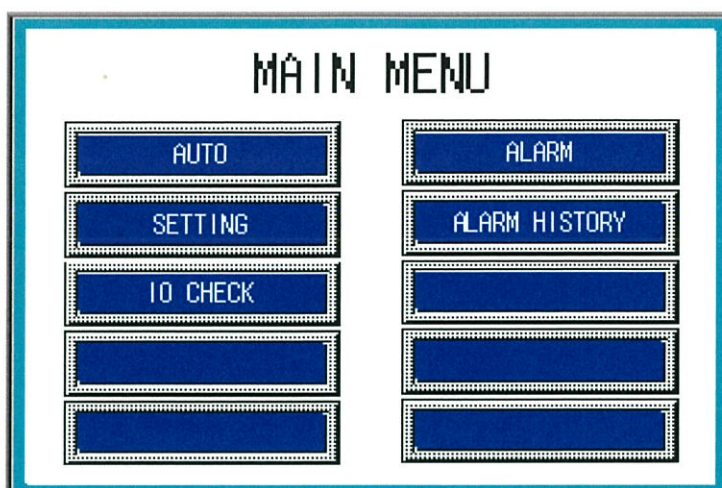 MAIN MENU
AUTO
ALARM
SETTING
ALARM HISTORY
IO CHECK